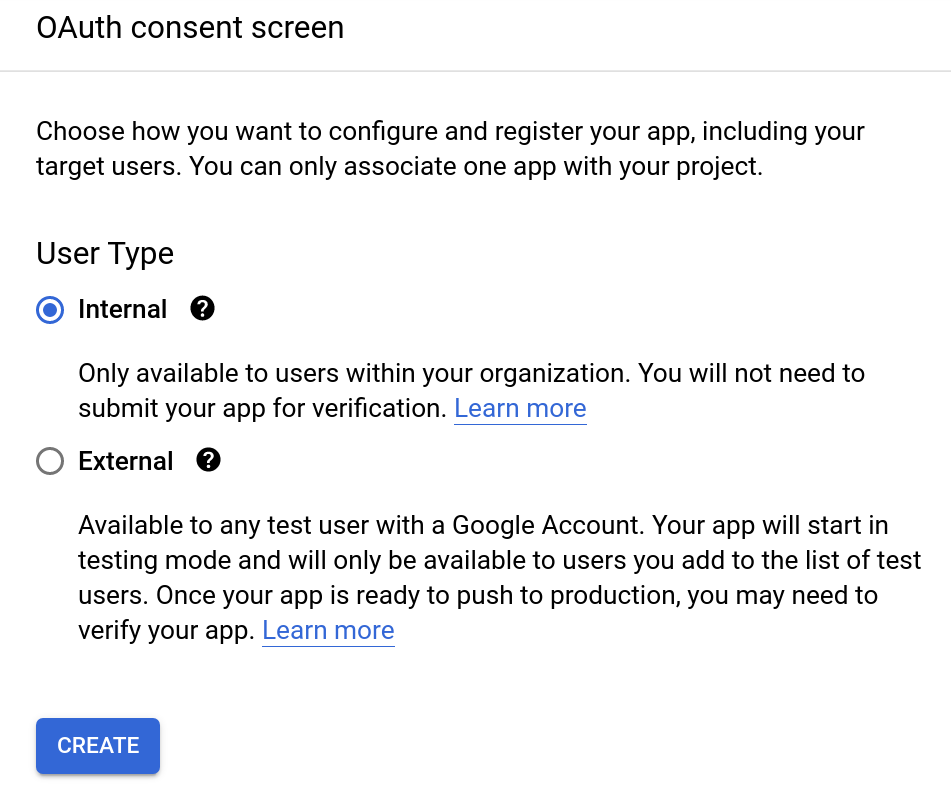 OAuth consent screen
Choose how you want to configure and register your app, including your
target users. You can only associate one app with your project.
User Type
Internal ?
Only available to users within your organization. You will not need to
submit your app for verification. Learn more
External ?
Available to any test user with a Google Account. Your app will start in
testing mode and will only be available to users you add to the list of test
users. Once your app is ready to push to production, you may need to
verify your app. Learn more
CREATE